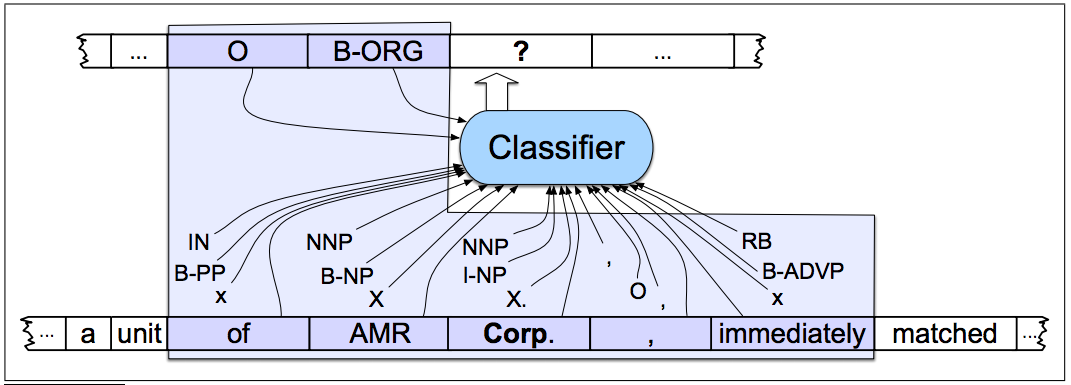 ... O B-ORG ? ...
Classifier
IN NNP NNP , RB
B-PP B-NP I-NP B-ADVP
x X X. O , x
... a unit of AMR Corp. , immediately matched ...